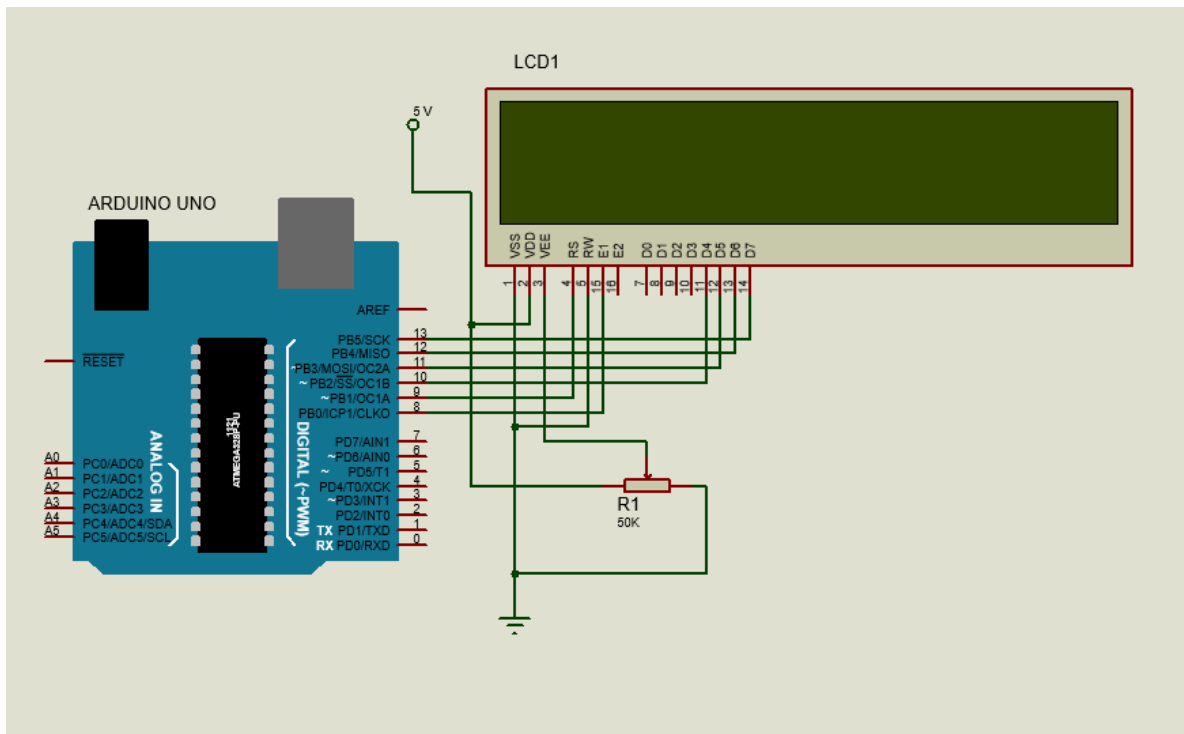 LCD1
5 V
ARDUINO UNO
VSS
VDD
VEE
RS
RW
E1
E2
D0
D1
D2
D3
D4
D5
D6
D7
1
2
3
4
5
15
16
7
8
9
10
11
12
13
14
AREF
RESET
PB5/SCK 13
PB4/MISO 12
~PB3/MOSI/OC2A 11
~PB2/SS/OC1B 10
~PB1/OC1A 9
PB0/ICP1/CLKO 8
PD7/AIN1 7
~PD6/AIN0 6
~PD5/T1 5
PD4/T0/XCK 4
~PD3/INT1 3
PD2/INT0 2
TX PD1/TXD 1
RX PD0/RXD 0
A0 PC0/ADC0
A1 PC1/ADC1
A2 PC2/ADC2
A3 PC3/ADC3
A4 PC4/ADC4/SDA
A5 PC5/ADC5/SCL
ANALOG IN
ATMEGA328P-PU
1121
DIGITAL (~PWM)
R1
50K